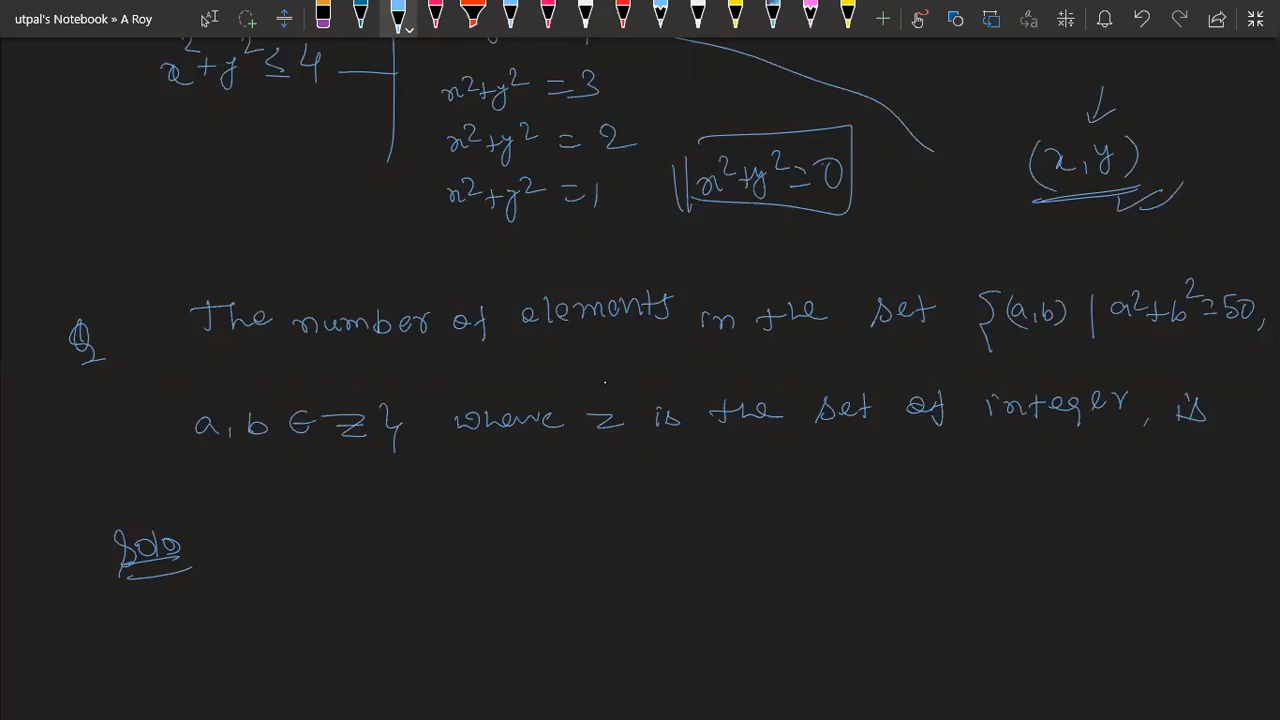 utpal's Notebook » A Roy
x²+y² ≤ 4
x²+y² = 3
x²+y² = 2
x²+y² = 1
x²+y² = 0
(x, y)
Q The number of elements in the set {(a,b) | a²+b²=50,
a, b ∈ Z} where Z is the set of integer, is
Soln